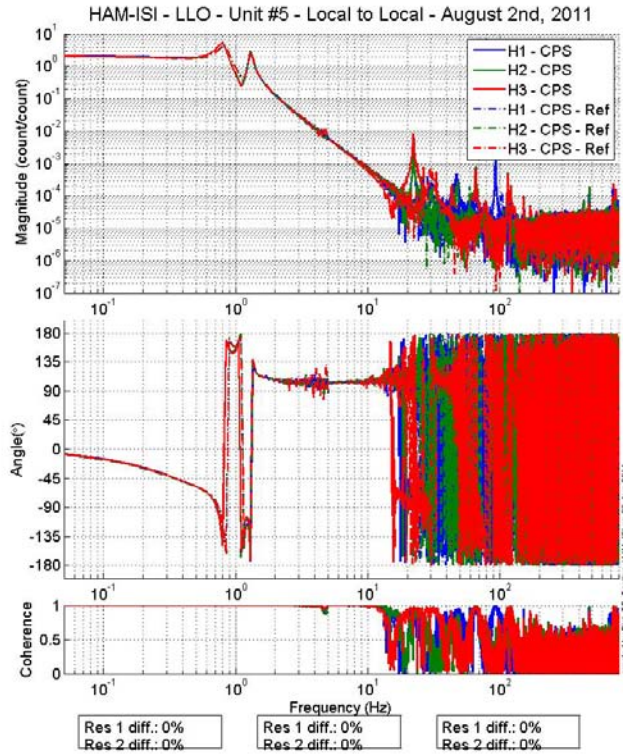 HAM-ISI - LLO - Unit #5 - Local to Local - August 2nd, 2011
Magnitude (count/count)
10^1
10^0
10^-1
10^-2
10^-3
10^-4
10^-5
10^-6
10^-7
H1 - CPS
H2 - CPS
H3 - CPS
H1 - CPS - Ref
H2 - CPS - Ref
H3 - CPS - Ref
10^-1 10^0 10^1 10^2
Angle(°)
180
135
90
45
0
-45
-90
-135
-180
10^-1 10^0 10^1 10^2
Coherence
1
0.5
0
10^-1 10^0 10^1 10^2
Frequency (Hz)
Res 1 diff.: 0% Res 1 diff.: 0% Res 1 diff.: 0%
Res 2 diff.: 0% Res 2 diff.: 0% Res 2 diff.: 0%